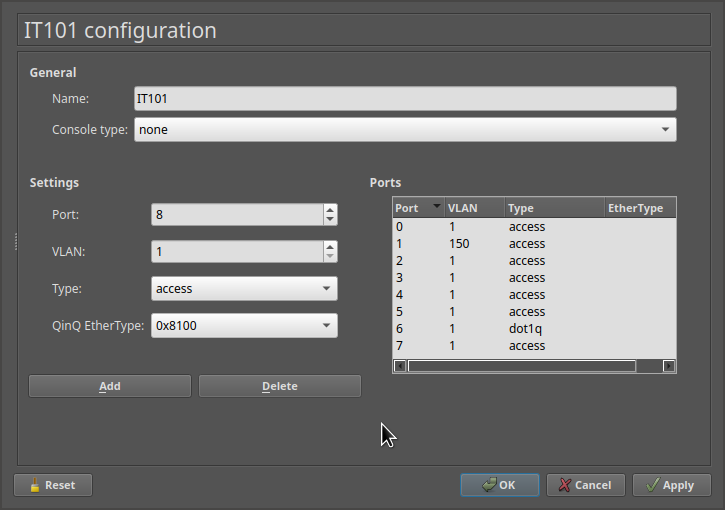 IT101 configuration
General
Name: IT101
Console type: none
Settings
Port: 8
VLAN: 1
Type: access
QinQ EtherType: 0x8100
Add Delete
Ports
Port VLAN Type EtherType
0 1 access
1 150 access
2 1 access
3 1 access
4 1 access
5 1 access
6 1 dot1q
7 1 access
Reset OK Cancel Apply